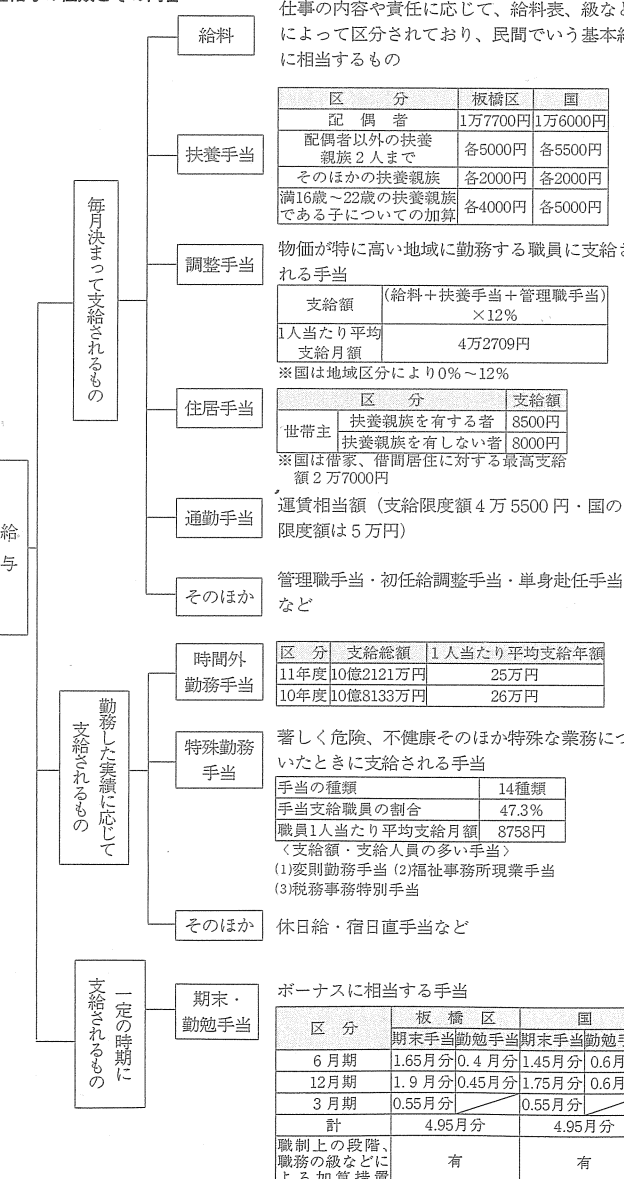 給与
毎月決まって支給されるもの
給料
仕事の内容や責任に応じて、給料表、級など
によって区分されており、民間でいう基本給
に相当するもの
扶養手当
区 分 板橋区 国
配 偶 者 1万7700円 1万6000円
配偶者以外の扶養
親族2人まで 各5000円 各5500円
そのほかの扶養親族 各2000円 各2000円
満16歳～22歳の扶養親族
である子についての加算 各4000円 各5000円
調整手当
物価が特に高い地域に勤務する職員に支給さ
れる手当
支給額 (給料＋扶養手当＋管理職手当)
×12%
1人当たり平均
支給月額 4万2709円
※国は地域区分により0%～12%
住居手当
区 分 支給額
世帯主 扶養親族を有する者 8500円
扶養親族を有しない者 8000円
※国は借家、借間居住に対する最高支給
額2万7000円
通勤手当
運賃相当額（支給限度額4万5500円・国の
限度額は5万円）
そのほか
管理職手当・初任給調整手当・単身赴任手当
など
勤務した実績に応じて
支給されるもの
時間外
勤務手当
区 分 支給総額 1人当たり平均支給年額
11年度 10億2121万円 25万円
10年度 10億8133万円 26万円
特殊勤務
手当
著しく危険、不健康そのほか特殊な業務につ
いたときに支給される手当
手当の種類 14種類
手当支給職員の割合 47.3%
職員1人当たり平均支給月額 8758円
〈支給額・支給人員の多い手当〉
(1)変則勤務手当 (2)福祉事務所現業手当
(3)税務事務特別手当
そのほか
休日給・宿日直手当など
一定の時期に
支給されるもの
期末・
勤勉手当
ボーナスに相当する手当
区 分 板 橋 区 国
期末手当 勤勉手当 期末手当 勤勉手
6月期 1.65月分 0.4月分 1.45月分 0.6月
12月期 1.9月分 0.45月分 1.75月分 0.6月
3月期 0.55月分 0.55月分
計 4.95月分 4.95月分
職制上の段階、
職務の級などに
よる加算措置 有 有